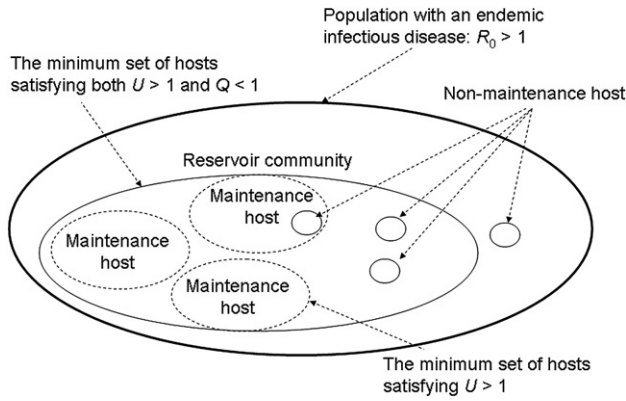 Population with an endemic
infectious disease: R₀ > 1
The minimum set of hosts
satisfying both U > 1 and Q < 1
Non-maintenance host
Reservoir community
Maintenance
host
Maintenance
host
Maintenance
host
The minimum set of hosts
satisfying U > 1